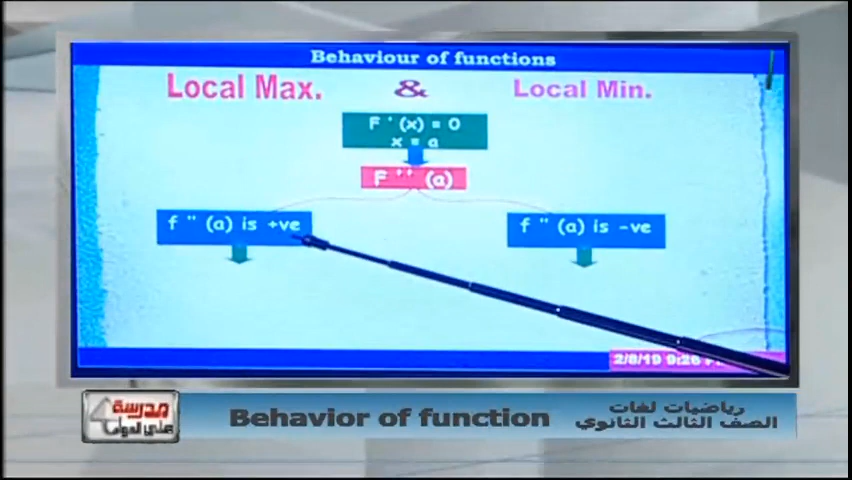 Behaviour of functions
Local Max. & Local Min.
F ' (x) = 0
x = a
F '' (a)
f '' (a) is +ve
f '' (a) is -ve
2/8/19 9:26
مدرسة
على الهواء
Behavior of function
رياضيات لغات
الصف الثالث الثانوي